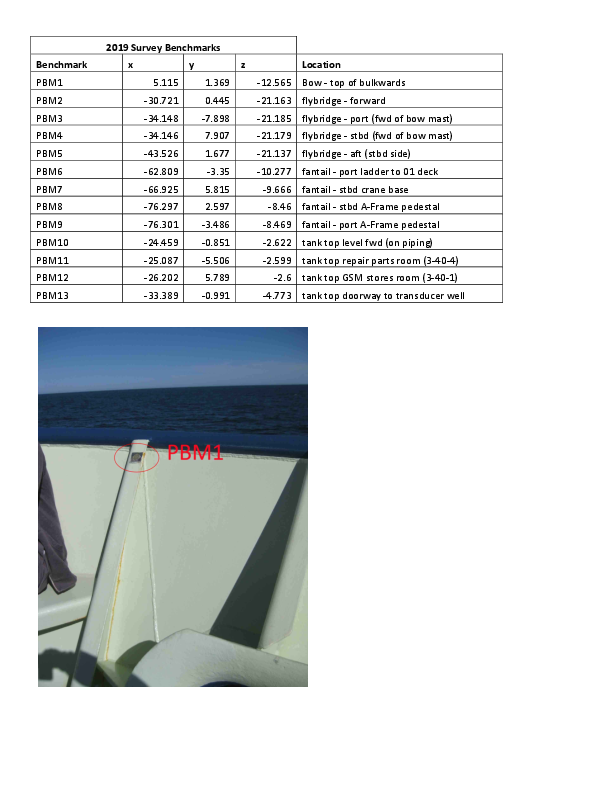 2019 Survey Benchmarks
Benchmark x y z Location
PBM1 5.115 1.369 -12.565 Bow - top of bulkwards
PBM2 -30.721 0.445 -21.163 flybridge - forward
PBM3 -34.148 -7.898 -21.185 flybridge - port (fwd of bow mast)
PBM4 -34.146 7.907 -21.179 flybridge - stbd (fwd of bow mast)
PBM5 -43.526 1.677 -21.137 flybridge - aft (stbd side)
PBM6 -62.809 -3.35 -10.277 fantail - port ladder to 01 deck
PBM7 -66.925 5.815 -9.666 fantail - stbd crane base
PBM8 -76.297 2.597 -8.46 fantail - stbd A-Frame pedestal
PBM9 -76.301 -3.486 -8.469 fantail - port A-Frame pedestal
PBM10 -24.459 -0.851 -2.622 tank top level fwd (on piping)
PBM11 -25.087 -5.506 -2.599 tank top repair parts room (3-40-4)
PBM12 -26.202 5.789 -2.6 tank top GSM stores room (3-40-1)
PBM13 -33.389 -0.991 -4.773 tank top doorway to transducer well
PBM1